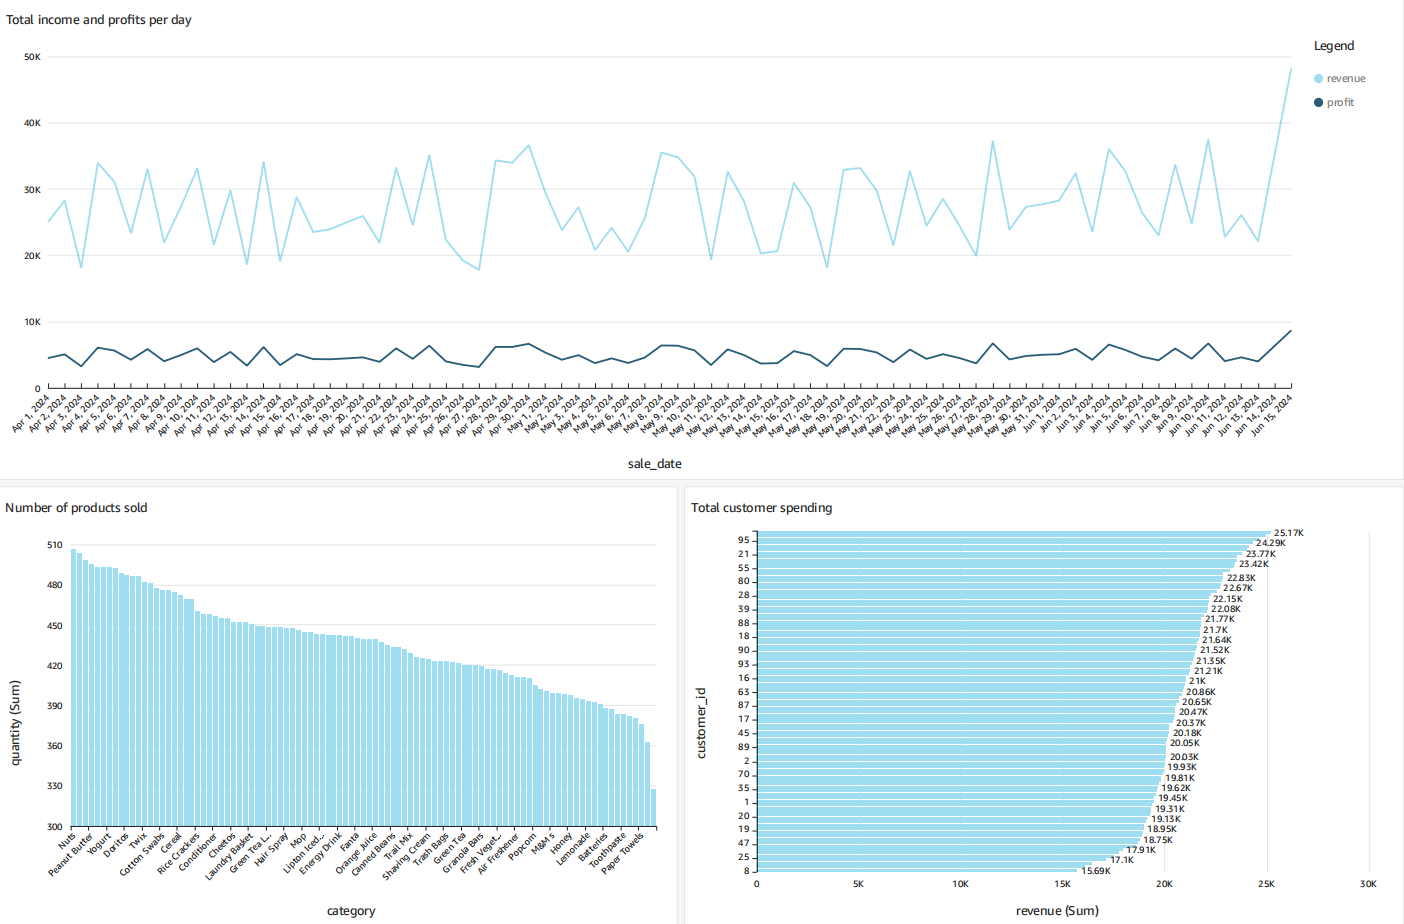 Total income and profits per day
Legend
revenue
profit
50K
40K
30K
20K
10K
0
Apr 1, 2024
Apr 2, 2024
Apr 3, 2024
Apr 4, 2024
Apr 5, 2024
Apr 6, 2024
Apr 7, 2024
Apr 8, 2024
Apr 9, 2024
Apr 10, 2024
Apr 11, 2024
Apr 12, 2024
Apr 13, 2024
Apr 14, 2024
Apr 15, 2024
Apr 16, 2024
Apr 17, 2024
Apr 18, 2024
Apr 19, 2024
Apr 20, 2024
Apr 21, 2024
Apr 22, 2024
Apr 23, 2024
Apr 24, 2024
Apr 25, 2024
Apr 26, 2024
Apr 27, 2024
Apr 28, 2024
Apr 29, 2024
Apr 30, 2024
May 1, 2024
May 2, 2024
May 3, 2024
May 4, 2024
May 5, 2024
May 6, 2024
May 7, 2024
May 8, 2024
May 9, 2024
May 10, 2024
May 11, 2024
May 12, 2024
May 13, 2024
May 14, 2024
May 15, 2024
May 16, 2024
May 17, 2024
May 18, 2024
May 19, 2024
May 20, 2024
May 21, 2024
May 22, 2024
May 23, 2024
May 24, 2024
May 25, 2024
May 26, 2024
May 27, 2024
May 28, 2024
May 29, 2024
May 30, 2024
May 31, 2024
Jun 1, 2024
Jun 2, 2024
Jun 3, 2024
Jun 4, 2024
Jun 5, 2024
Jun 6, 2024
Jun 7, 2024
Jun 8, 2024
Jun 9, 2024
Jun 10, 2024
Jun 11, 2024
Jun 12, 2024
Jun 13, 2024
Jun 14, 2024
Jun 15, 2024
sale_date
Number of products sold
quantity (Sum)
510
480
450
420
390
360
330
300
Nuts
Peanut Butter
Yogurt
Doritos
Twix
Cotton Swabs
Cereal
Rice Crackers
Conditioner
Cheetos
Laundry Basket
Green Tea L...
Hair Spray
Mop
Lipton Iced...
Energy Drink
Fanta
Orange Juice
Canned Beans
Trail Mix
Shaving Cream
Trash Bags
Green Tea
Granola Bars
Fresh Veget...
Air Freshener
Popcorn
M&M's
Honey
Lemonade
Batteries
Toothpaste
Paper Towels
category
Total customer spending
customer_id
95
21
55
80
28
39
88
18
90
93
16
63
87
17
45
89
2
70
35
1
20
19
47
25
8
25.17K
24.29K
23.77K
23.42K
22.83K
22.67K
22.15K
22.08K
21.77K
21.7K
21.64K
21.52K
21.35K
21.21K
21K
20.86K
20.65K
20.47K
20.37K
20.18K
20.05K
20.03K
19.93K
19.81K
19.62K
19.45K
19.31K
19.13K
18.95K
18.75K
17.91K
17.1K
15.69K
0
5K
10K
15K
20K
25K
30K
revenue (Sum)